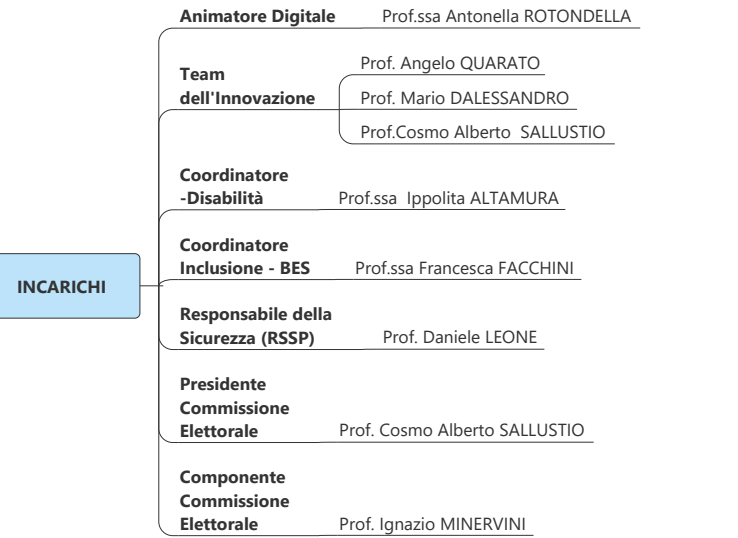 Animatore Digitale Prof.ssa Antonella ROTONDELLA
Team
dell'Innovazione
Prof. Angelo QUARATO
Prof. Mario DALESSANDRO
Prof.Cosmo Alberto SALLUSTIO
Coordinatore
-Disabilità Prof.ssa Ippolita ALTAMURA
Coordinatore
Inclusione - BES Prof.ssa Francesca FACCHINI
INCARICHI
Responsabile della
Sicurezza (RSSP) Prof. Daniele LEONE
Presidente
Commissione
Elettorale Prof. Cosmo Alberto SALLUSTIO
Componente
Commissione
Elettorale Prof. Ignazio MINERVINI